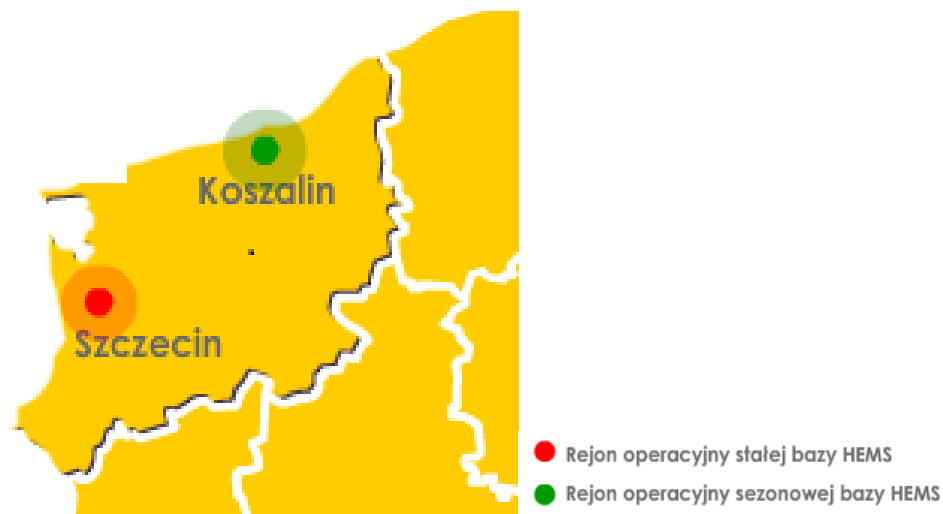 Koszalin
Szczecin
Rejon operacyjny stałej bazy HEMS
Rejon operacyjny sezonowej bazy HEMS